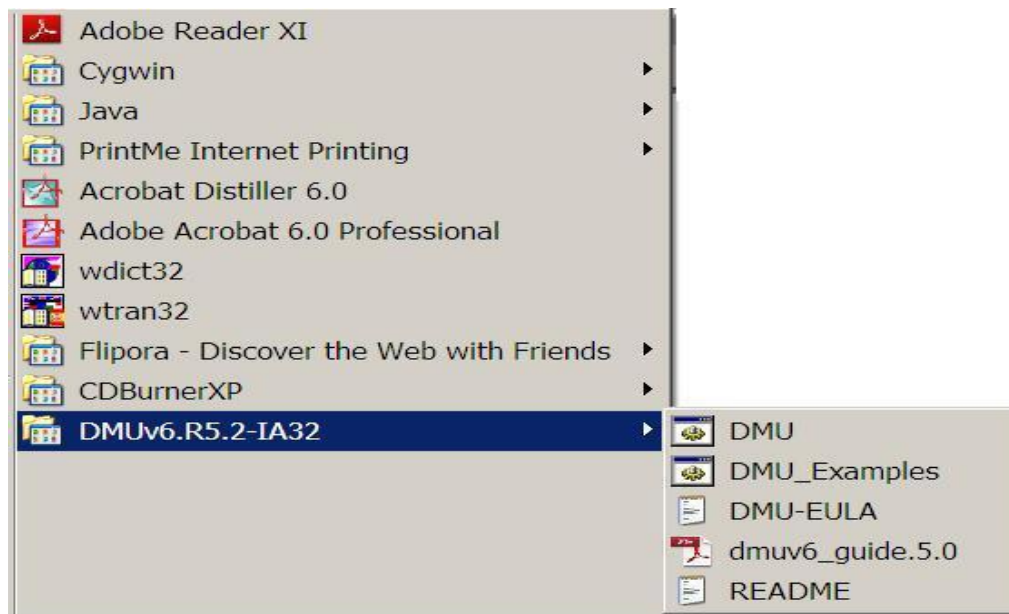 Adobe Reader XI
Cygwin
Java
PrintMe Internet Printing
Acrobat Distiller 6.0
Adobe Acrobat 6.0 Professional
wdict32
wtran32
Flipora - Discover the Web with Friends
CDBurnerXP
DMUv6.R5.2-IA32
DMU
DMU_Examples
DMU-EULA
dmuv6_guide.5.0
README